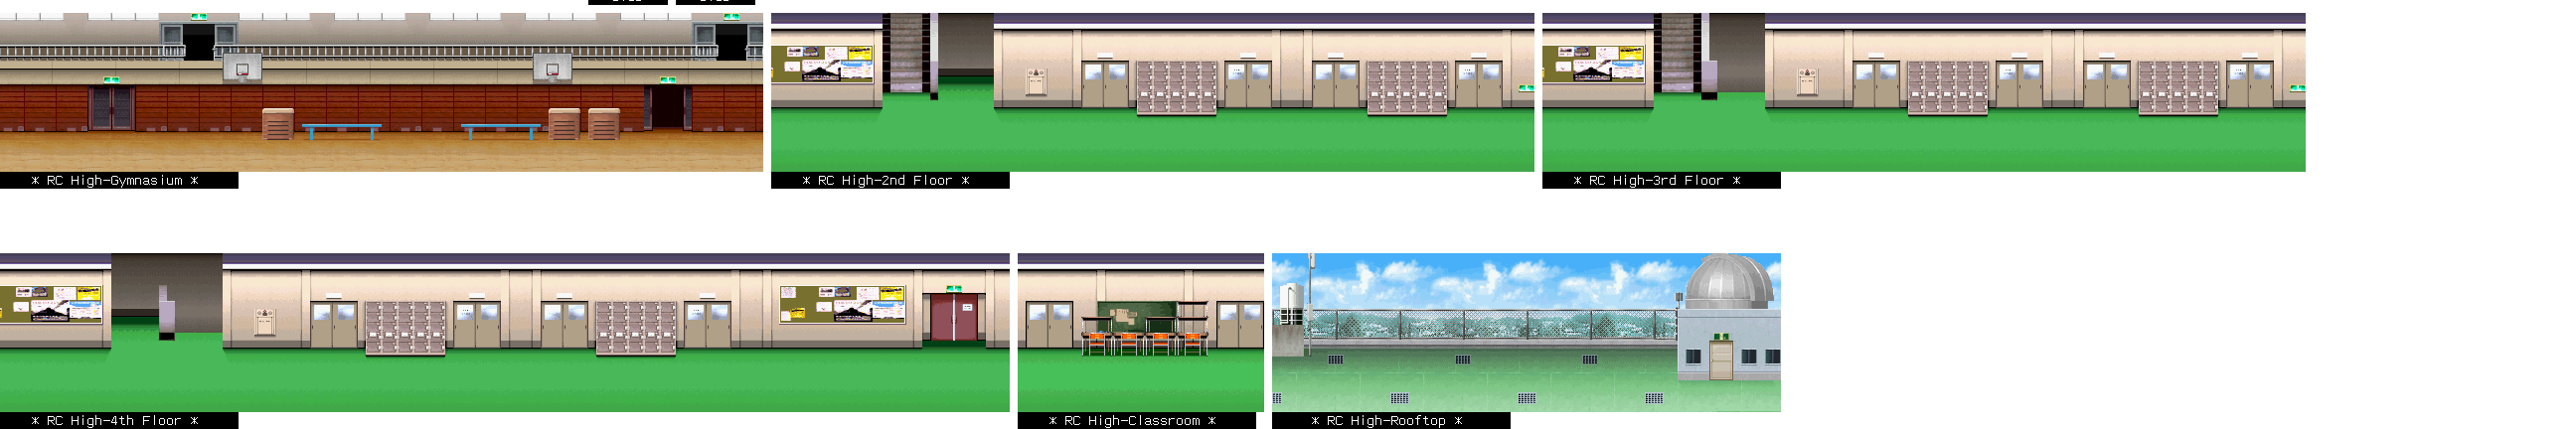 * RC High-Gymnasium *
* RC High-2nd Floor *
* RC High-3rd Floor *
* RC High-4th Floor *
* RC High-Classroom *
* RC High-Rooftop *